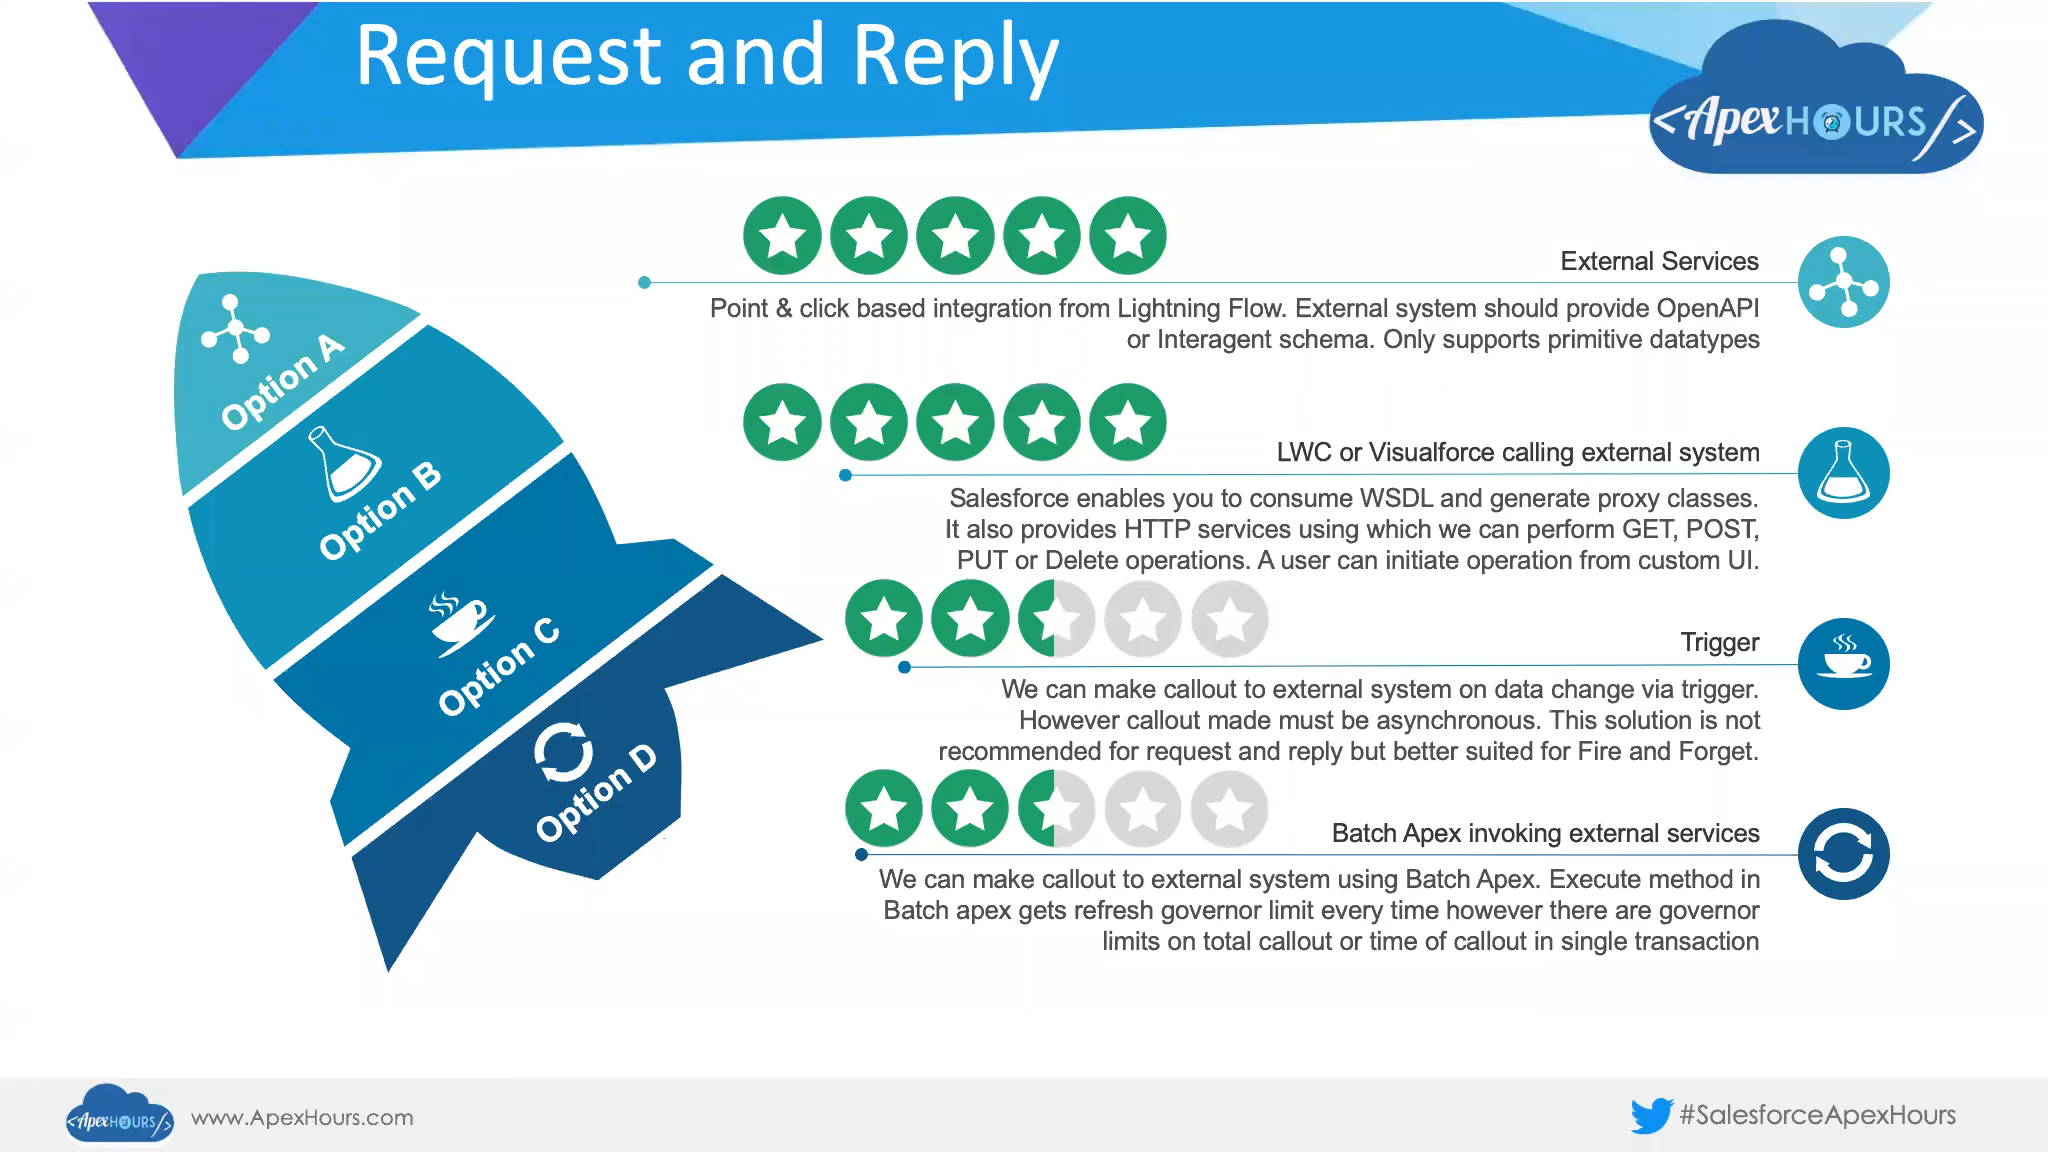 Request and Reply
<ApexHOURS/>
Option A
Option B
Option C
Option D
External Services
Point & click based integration from Lightning Flow. External system should provide OpenAPI
or Interagent schema. Only supports primitive datatypes
LWC or Visualforce calling external system
Salesforce enables you to consume WSDL and generate proxy classes.
It also provides HTTP services using which we can perform GET, POST,
PUT or Delete operations. A user can initiate operation from custom UI.
Trigger
We can make callout to external system on data change via trigger.
However callout made must be asynchronous. This solution is not
recommended for request and reply but better suited for Fire and Forget.
Batch Apex invoking external services
We can make callout to external system using Batch Apex. Execute method in
Batch apex gets refresh governor limit every time however there are governor
limits on total callout or time of callout in single transaction
<ApexHOURS/>
www.ApexHours.com
#SalesforceApexHours